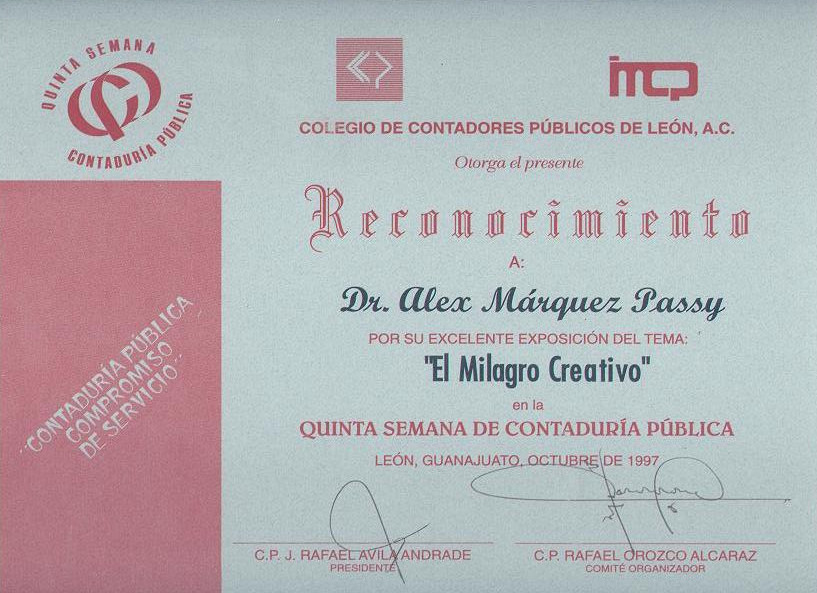 QUINTA SEMANA
CONTADURÍA PÚBLICA
imcp
COLEGIO DE CONTADORES PÚBLICOS DE LEÓN, A.C.
Otorga el presente
Reconocimiento
A:
Dr. Alex Márquez Passy
POR SU EXCELENTE EXPOSICIÓN DEL TEMA:
"El Milagro Creativo"
en la
QUINTA SEMANA DE CONTADURÍA PÚBLICA
LEÓN, GUANAJUATO, OCTUBRE DE 1997
"CONTADURÍA PÚBLICA
COMPROMISO
DE SERVICIO"
C.P. J. RAFAEL AVILA ANDRADE
PRESIDENTE
C.P. RAFAEL OROZCO ALCARAZ
COMITÉ ORGANIZADOR